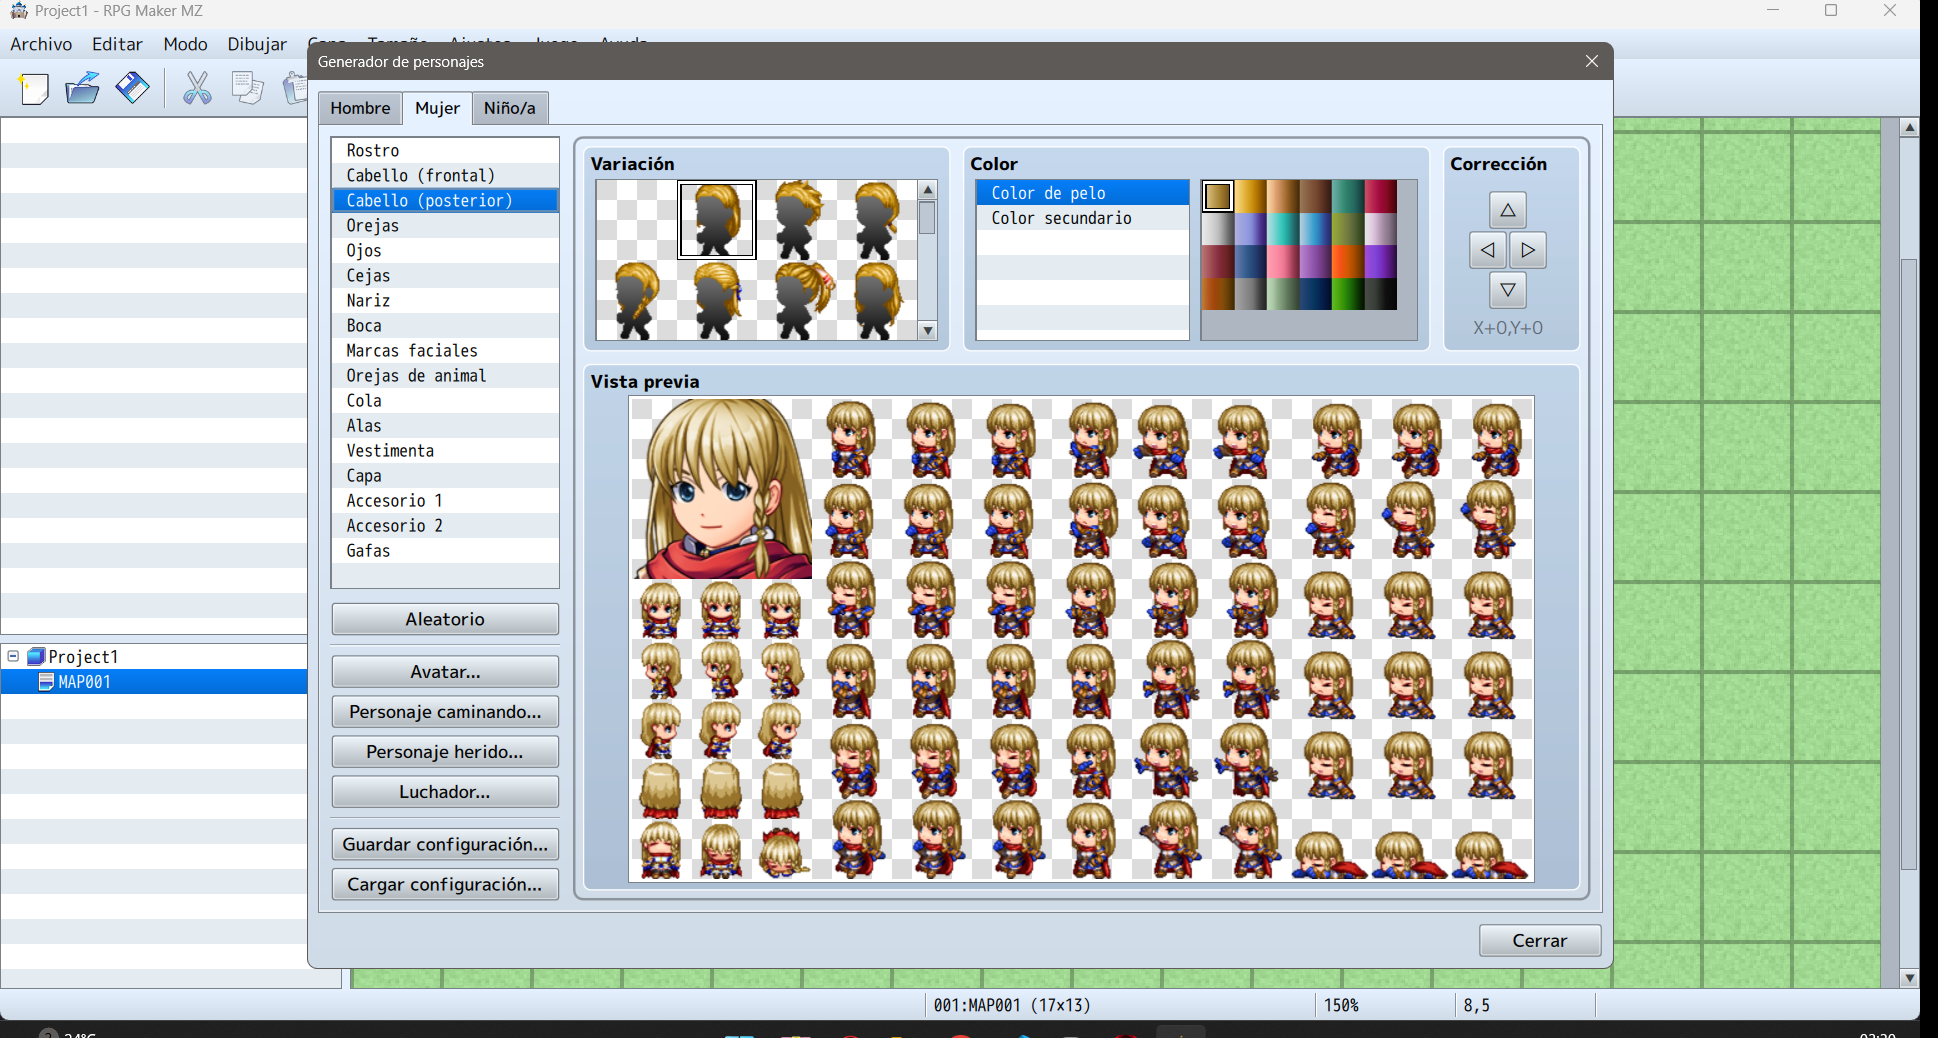 Project1 - RPG Maker MZ
Archivo Editar Modo Dibujar
Generador de personajes
Hombre Mujer Niño/a
Rostro
Cabello (frontal)
Cabello (posterior)
Orejas
Ojos
Cejas
Nariz
Boca
Marcas faciales
Orejas de animal
Cola
Alas
Vestimenta
Capa
Accesorio 1
Accesorio 2
Gafas
Aleatorio
Avatar...
Personaje caminando...
Personaje herido...
Luchador...
Guardar configuración...
Cargar configuración...
Variación
Color
Color de pelo
Color secundario
Corrección
X+0,Y+0
Vista previa
Cerrar
Project1
MAP001
001:MAP001 (17x13) 150% 8,5